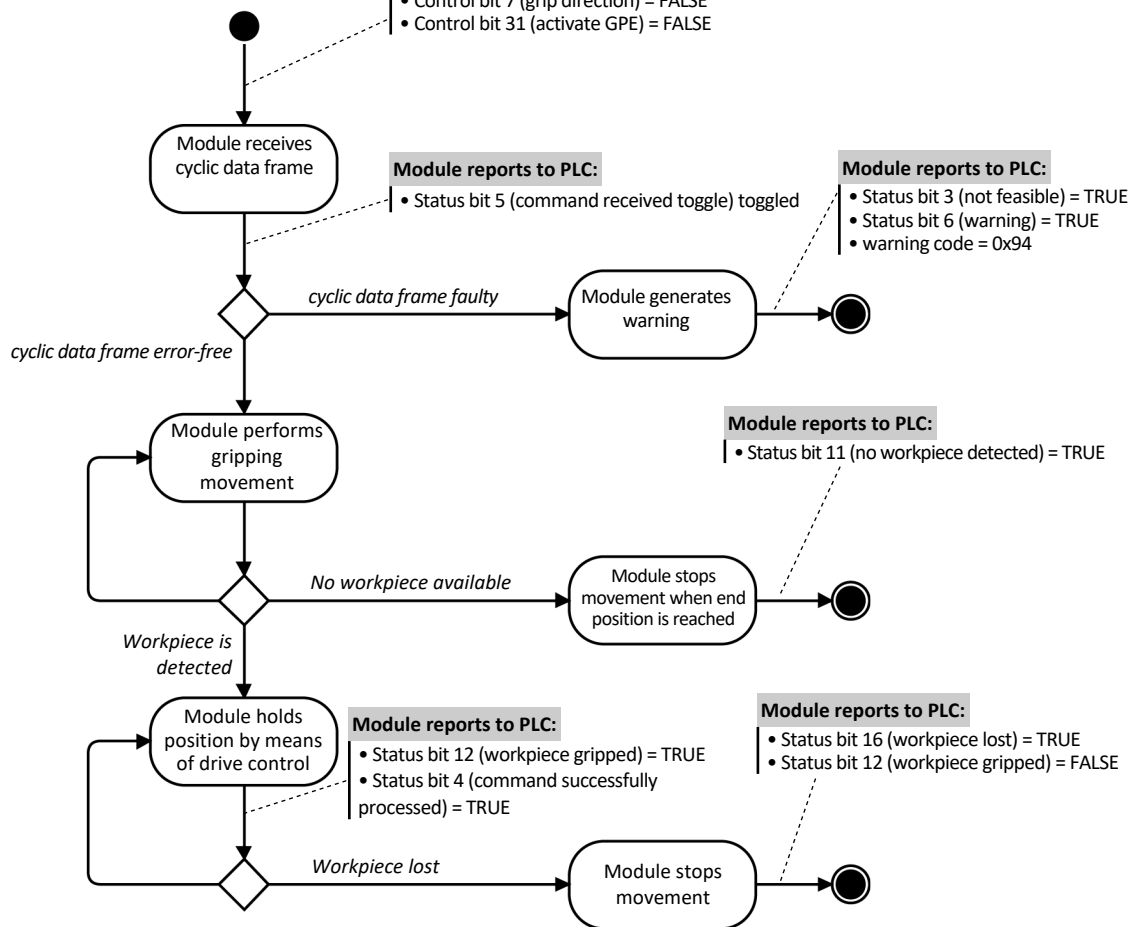 • Control bit 7 (grip direction) = FALSE
• Control bit 31 (activate GPE) = FALSE
Module receives
cyclic data frame
Module reports to PLC:
• Status bit 5 (command received toggle) toggled
Module reports to PLC:
• Status bit 3 (not feasible) = TRUE
• Status bit 6 (warning) = TRUE
• warning code = 0x94
cyclic data frame faulty
Module generates
warning
cyclic data frame error-free
Module performs
gripping
movement
Module reports to PLC:
• Status bit 11 (no workpiece detected) = TRUE
No workpiece available
Module stops
movement when end
position is reached
Workpiece is
detected
Module holds
position by means
of drive control
Module reports to PLC:
• Status bit 12 (workpiece gripped) = TRUE
• Status bit 4 (command successfully
processed) = TRUE
Module reports to PLC:
• Status bit 16 (workpiece lost) = TRUE
• Status bit 12 (workpiece gripped) = FALSE
Workpiece lost
Module stops
movement